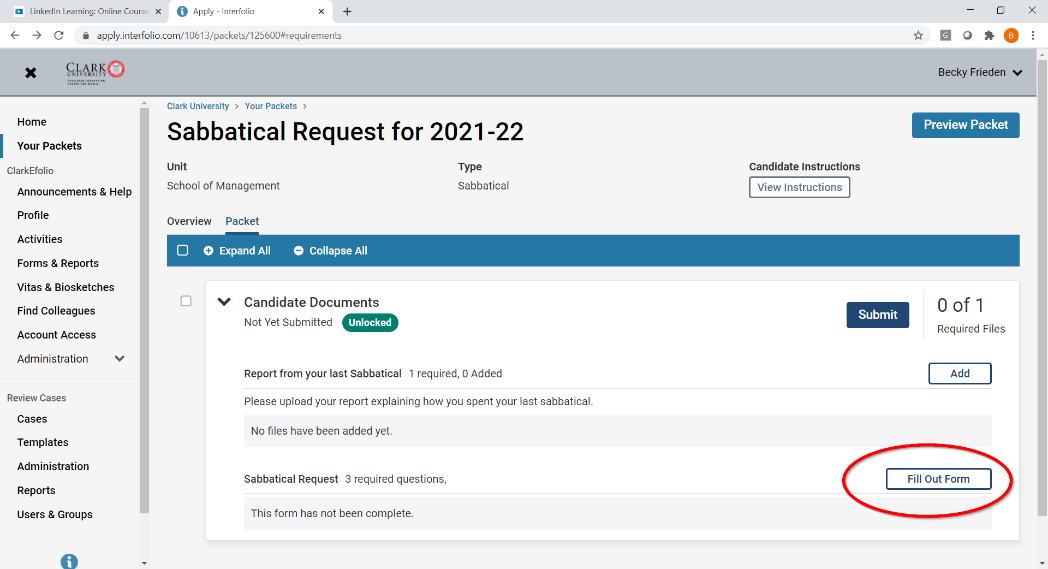 LinkedIn Learning: Online Course
Apply - Interfolio
apply.interfolio.com/10613/packets/125600#requirements
B
CLARK
UNIVERSITY
Becky Frieden
Home
Your Packets
ClarkEfolio
Announcements & Help
Profile
Activities
Forms & Reports
Vitas & Biosketches
Find Colleagues
Account Access
Administration
Review Cases
Cases
Templates
Administration
Reports
Users & Groups
Clark University > Your Packets >
Sabbatical Request for 2021-22
Preview Packet
Unit
School of Management
Type
Sabbatical
Candidate Instructions
View Instructions
Overview Packet
Expand All Collapse All
Candidate Documents
Not Yet Submitted Unlocked
Submit
0 of 1
Required Files
Report from your last Sabbatical 1 required, 0 Added
Add
Please upload your report explaining how you spent your last sabbatical.
No files have been added yet.
Sabbatical Request 3 required questions,
Fill Out Form
This form has not been complete.